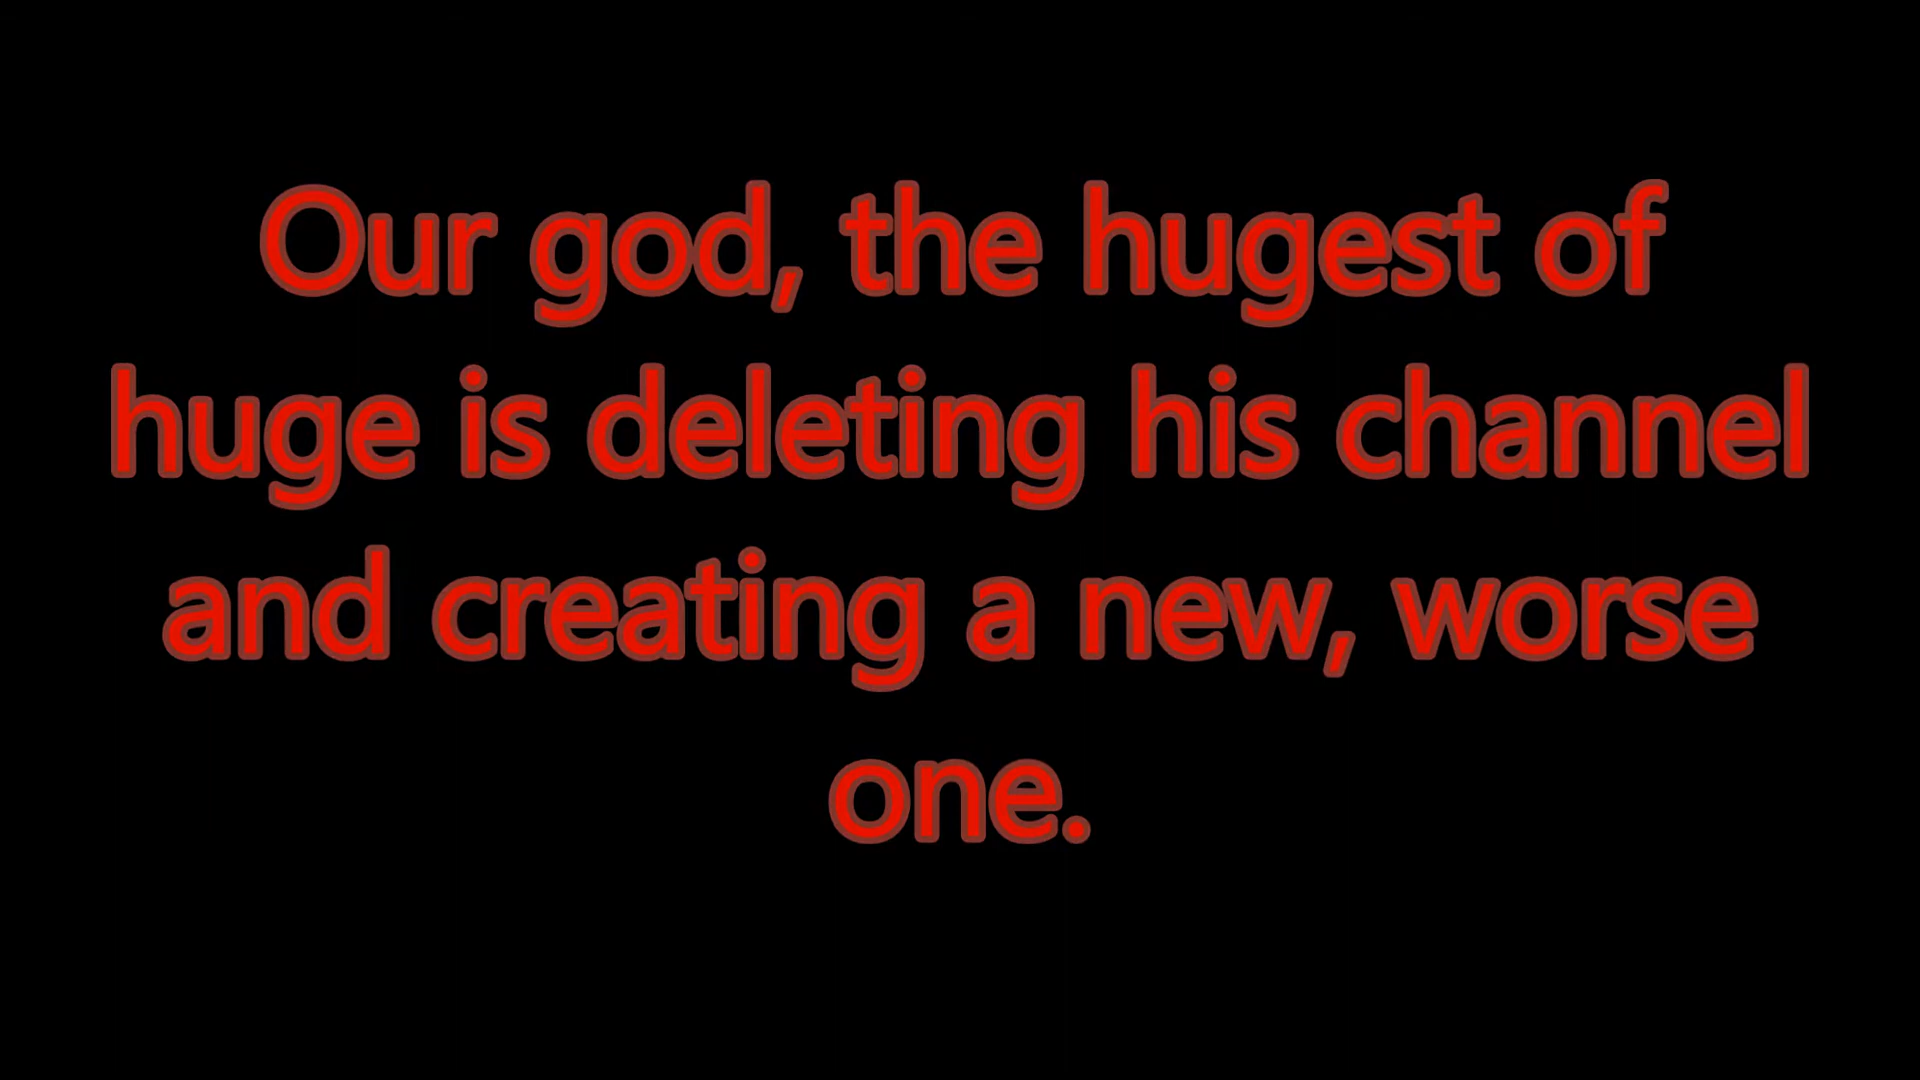 Our god, the hugest of
huge is deleting his channel
and creating a new, worse
one.